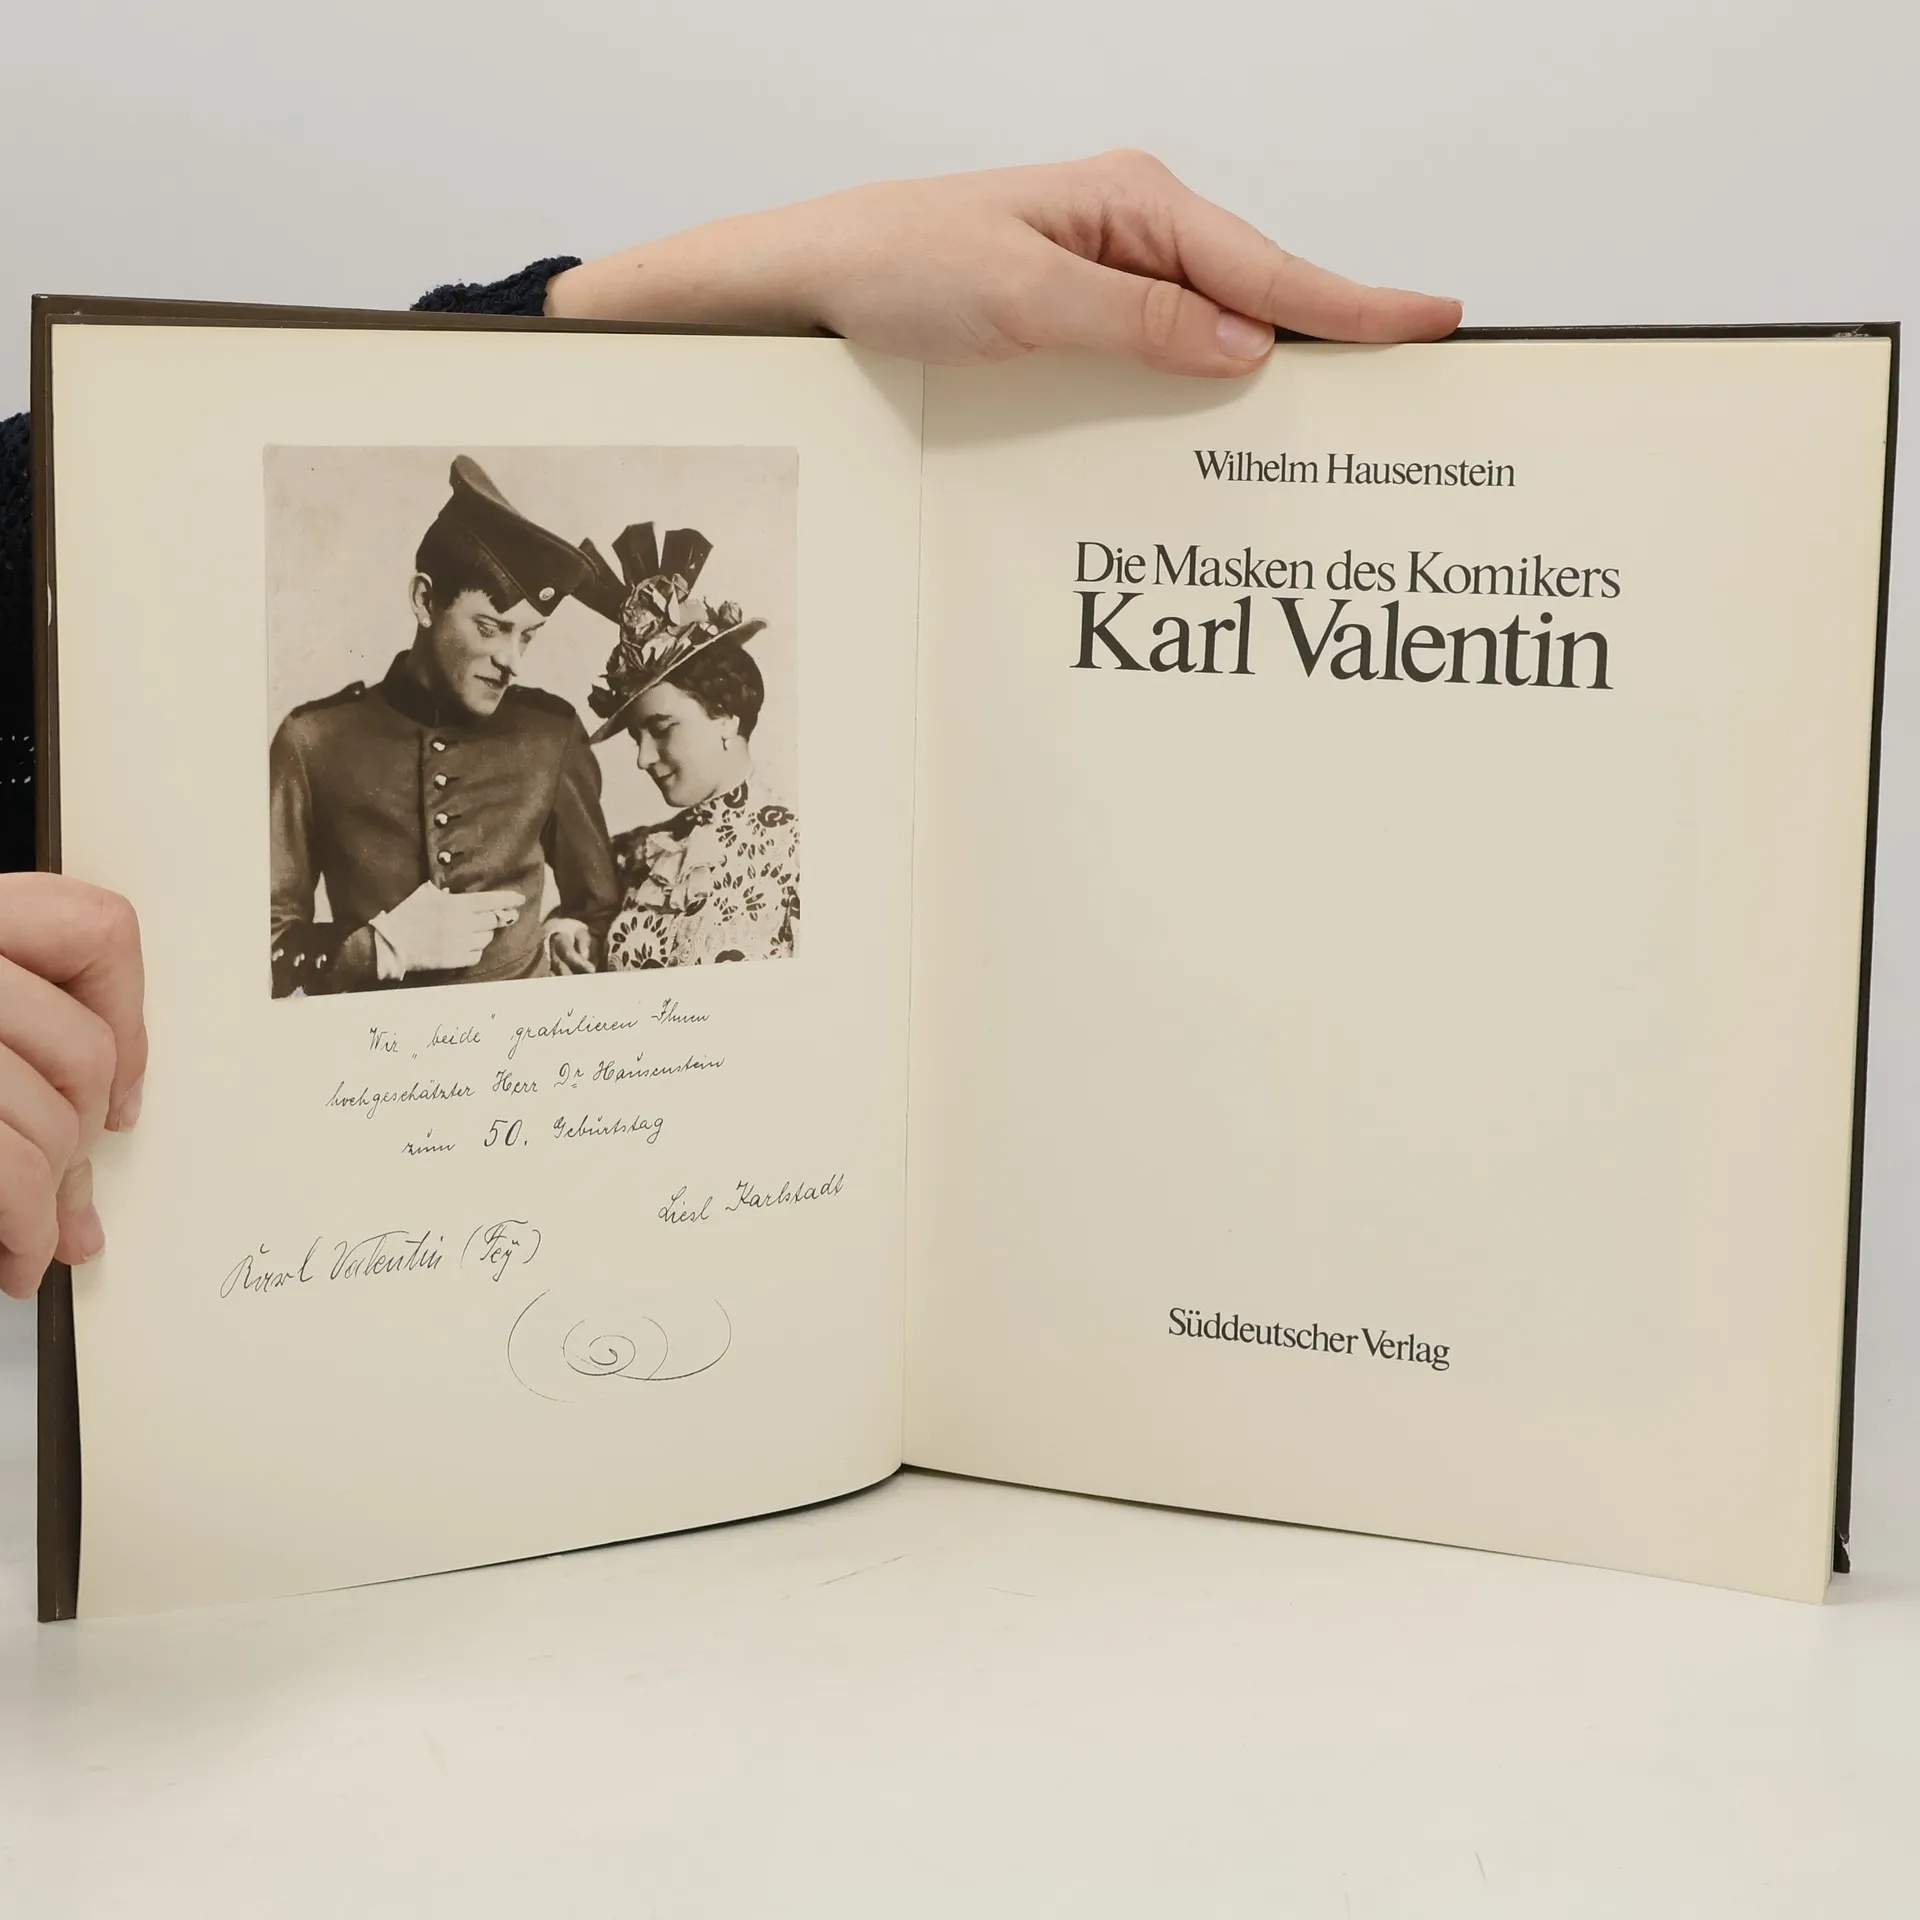 Wir „beide“ gratulieren Ihnen
hochgeschätzter Herr Dr Hausenstein
zum 50. Geburtstag
Liesl Karlstadt
Karl Valentin (Fey)
Wilhelm Hausenstein
Die Masken des Komikers
Karl Valentin
Süddeutscher Verlag